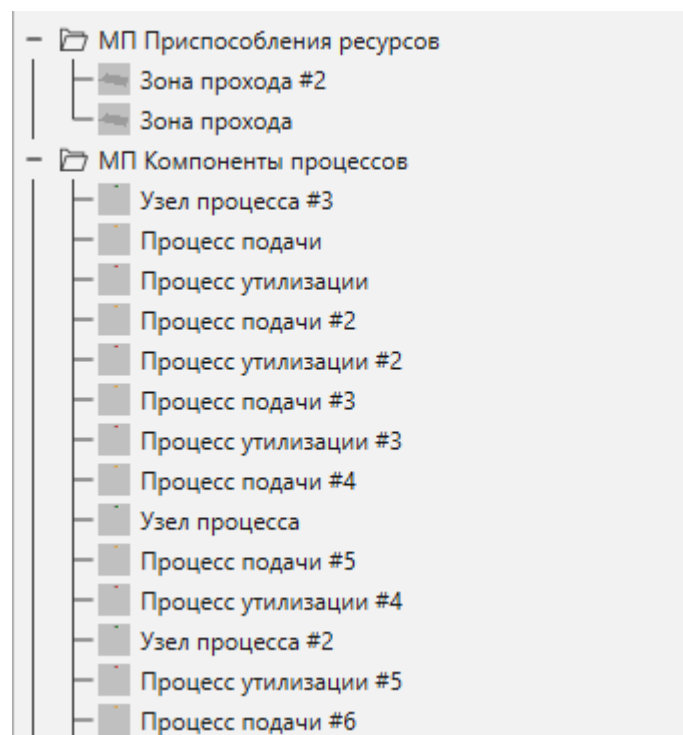 МП Приспособления ресурсов
Зона прохода #2
Зона прохода
МП Компоненты процессов
Узел процесса #3
Процесс подачи
Процесс утилизации
Процесс подачи #2
Процесс утилизации #2
Процесс подачи #3
Процесс утилизации #3
Процесс подачи #4
Узел процесса
Процесс подачи #5
Процесс утилизации #4
Узел процесса #2
Процесс утилизации #5
Процесс подачи #6